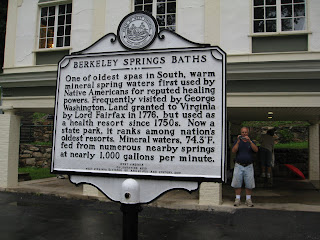 BERKELEY SPRINGS BATHS
One of oldest spas in South, warm
mineral spring waters first used by
Native Americans for reputed healing
powers. Frequently visited by George
Washington. Land granted to Virginia
by Lord Fairfax in 1776, but used as
a health resort since 1750s. Now a
state park, it ranks among nation's
oldest resorts. Mineral waters, 74.3°F,
fed from numerous nearby springs
at nearly 1,000 gallons per minute.